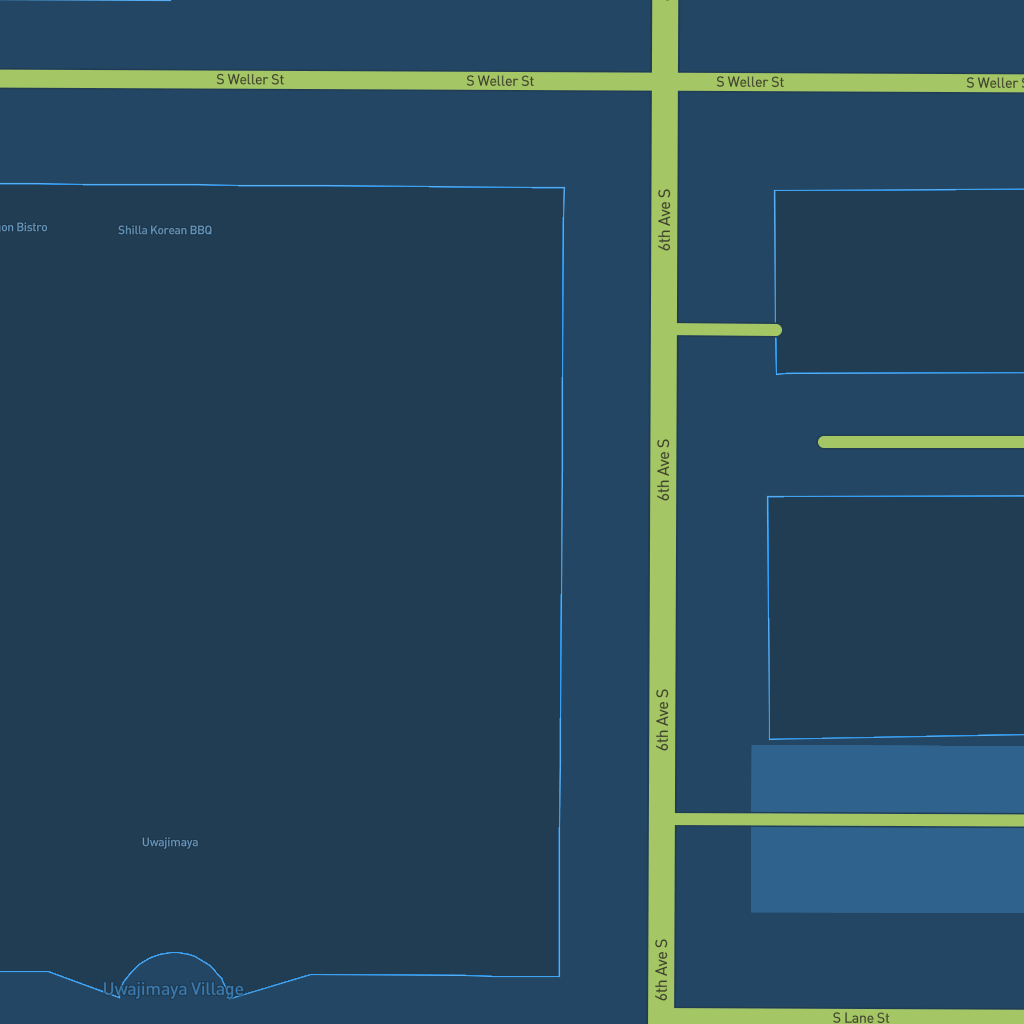 S Weller St
S Weller St
S Weller St
S Weller S
6th Ave S
on Bistro
Shilla Korean BBQ
6th Ave S
6th Ave S
Uwajimaya
6th Ave S
Uwajimaya Village
S Lane St